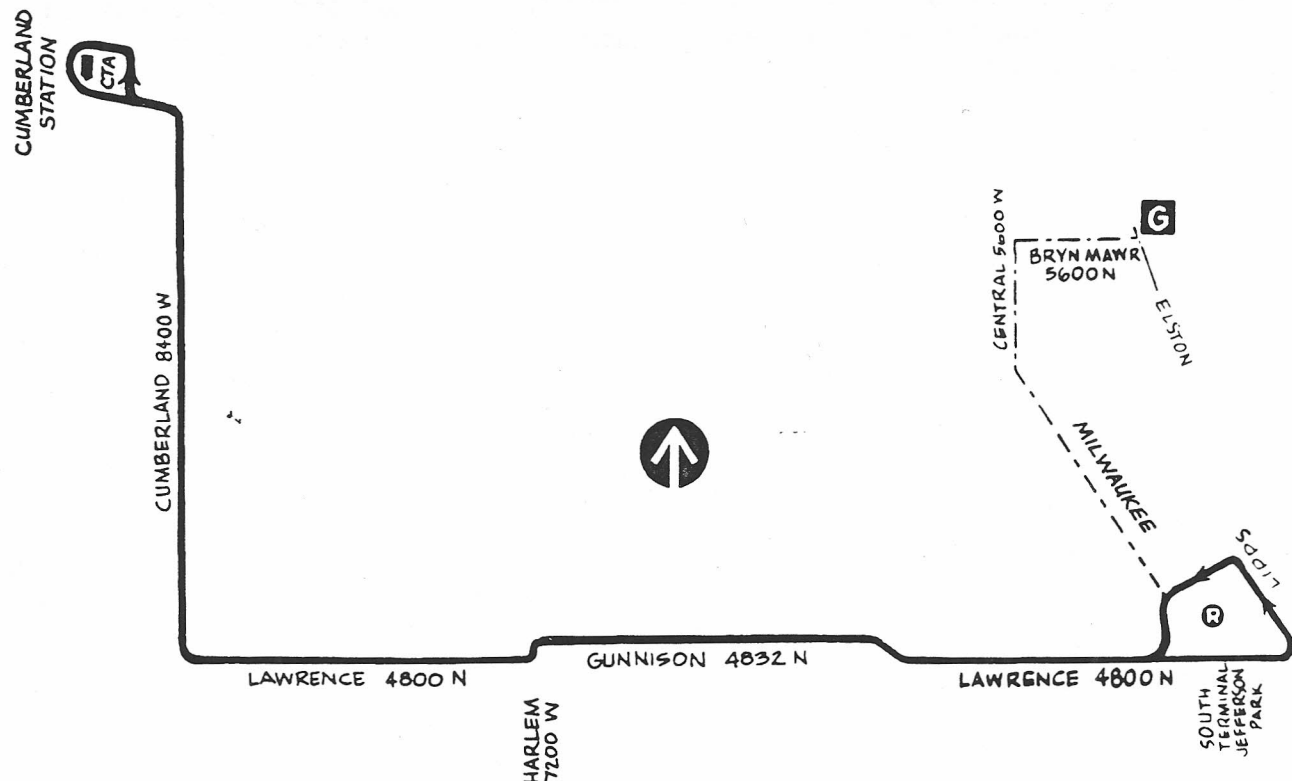 CUMBERLAND
STATION
CTA
CUMBERLAND 8400 W
CENTRAL 5600 W
G
BRYN MAWR
5600 N
ELSTON
MILWAUKEE
LIPPS
R
LAWRENCE 4800 N
GUNNISON 4832 N
LAWRENCE 4800 N
HARLEM
7200 W
SOUTH
TERMINAL
JEFFERSON
PARK